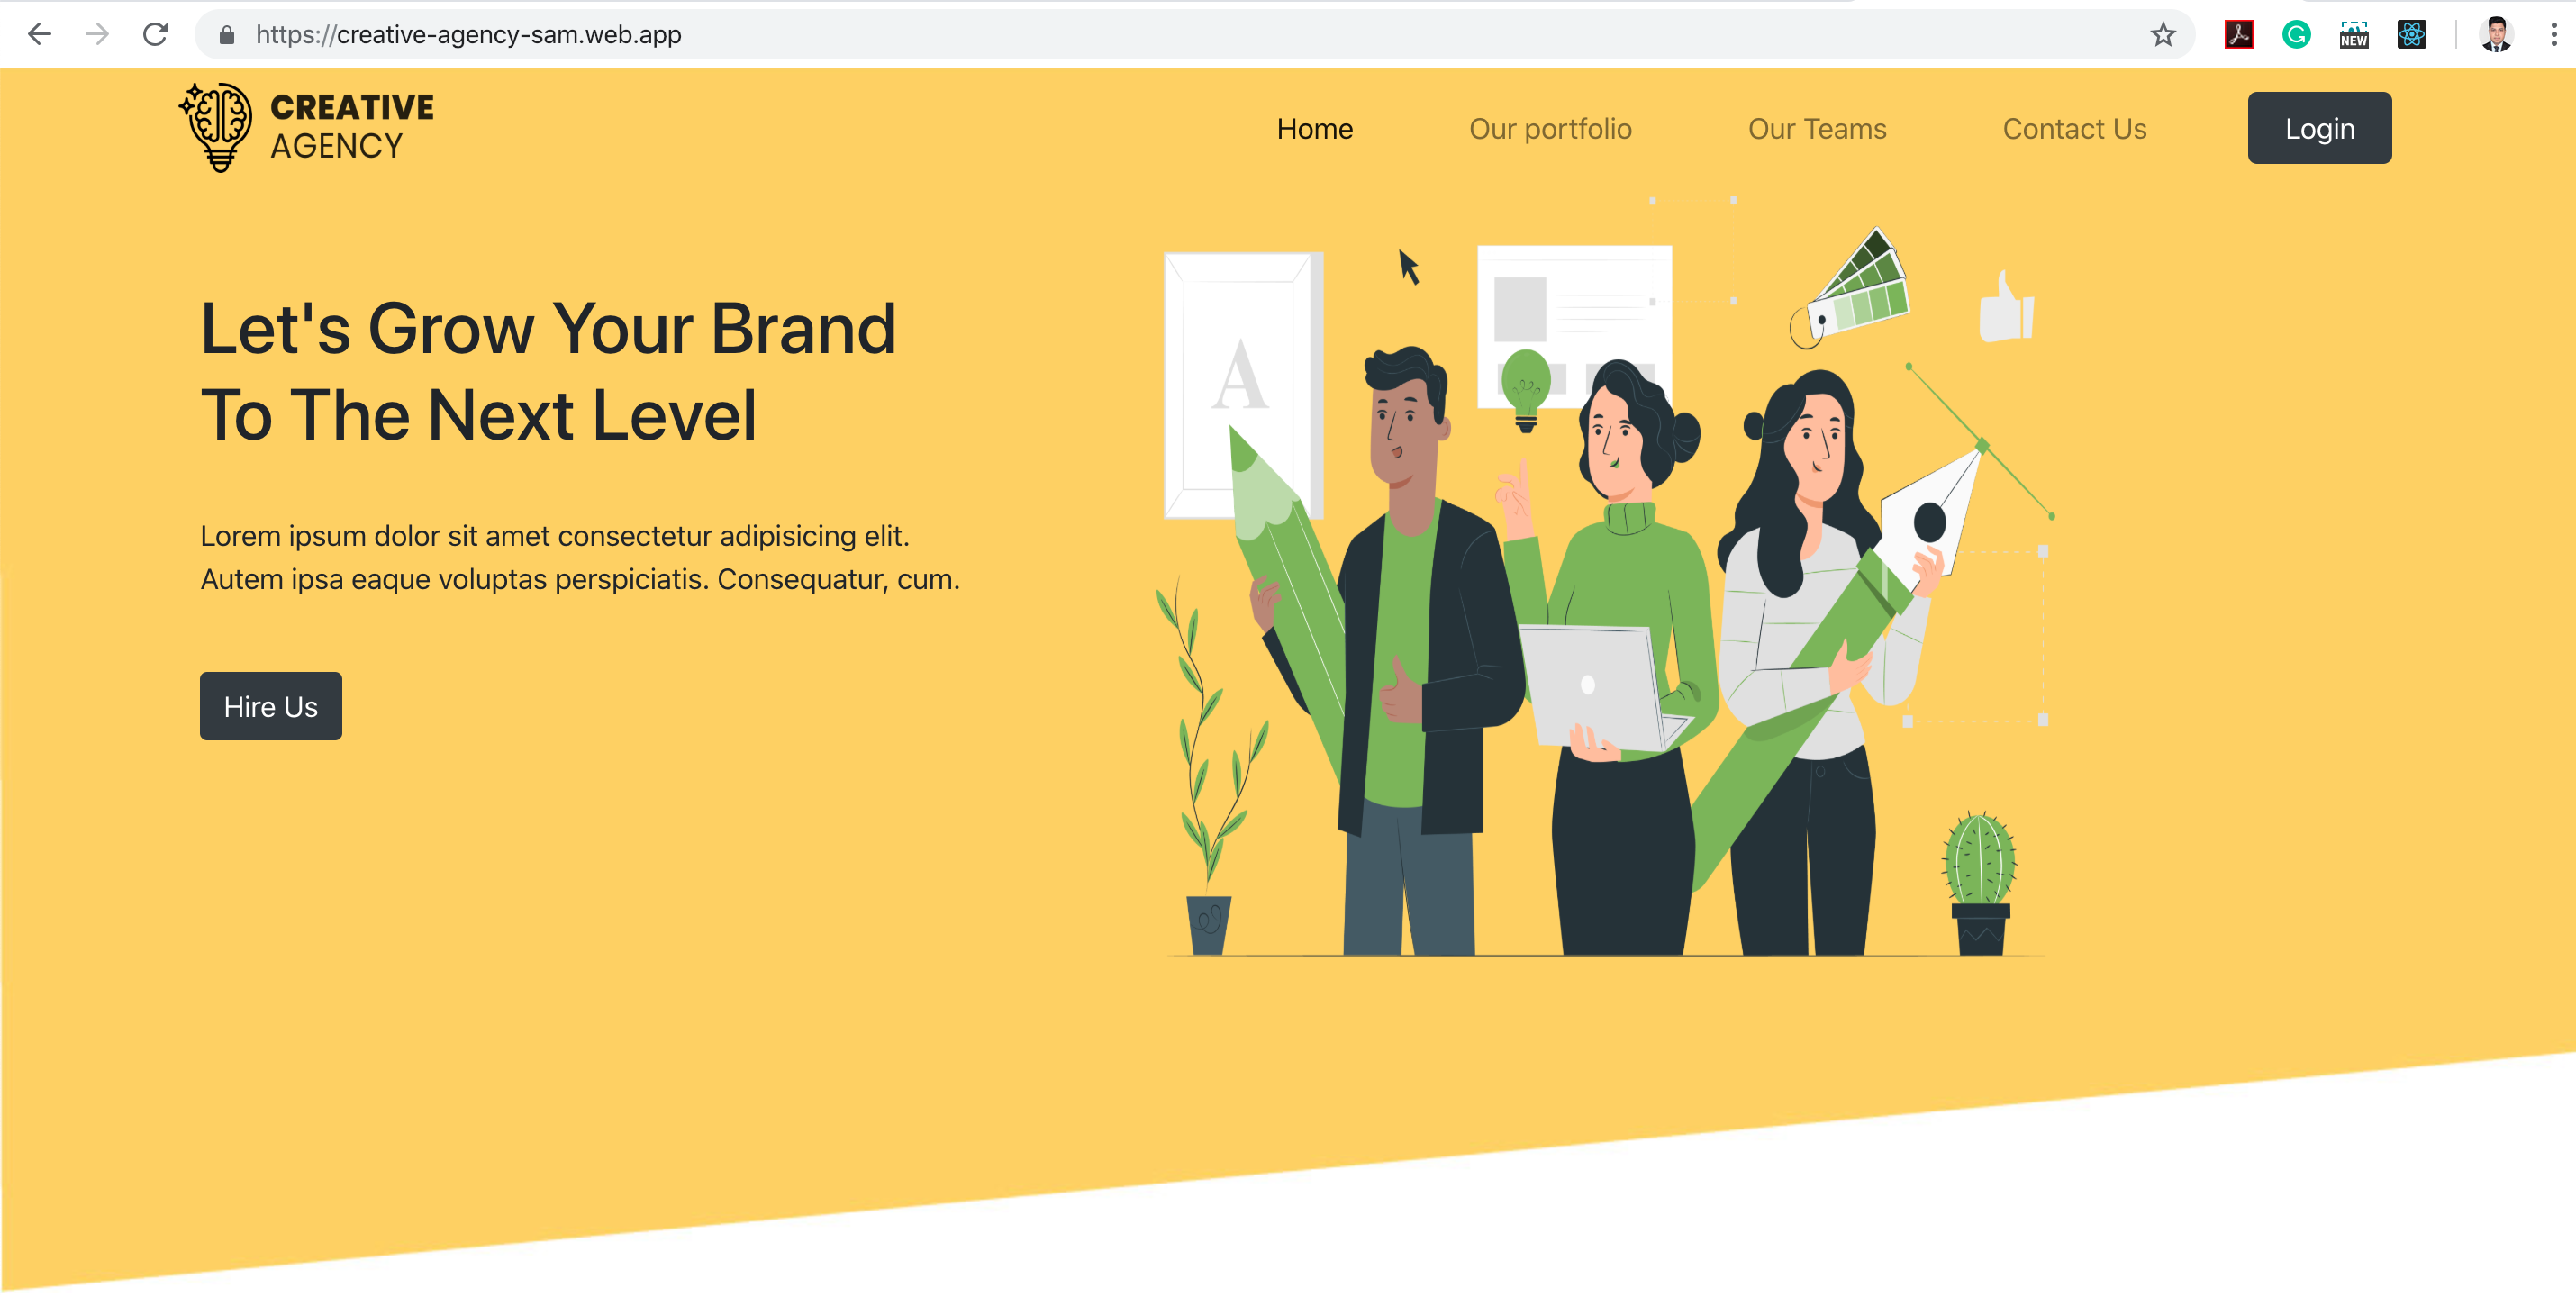 https://creative-agency-sam.web.app
NEW
CREATIVE
AGENCY
Home
Our portfolio
Our Teams
Contact Us
Login
A
Let's Grow Your Brand
To The Next Level
Lorem ipsum dolor sit amet consectetur adipisicing elit.
Autem ipsa eaque voluptas perspiciatis. Consequatur, cum.
Hire Us